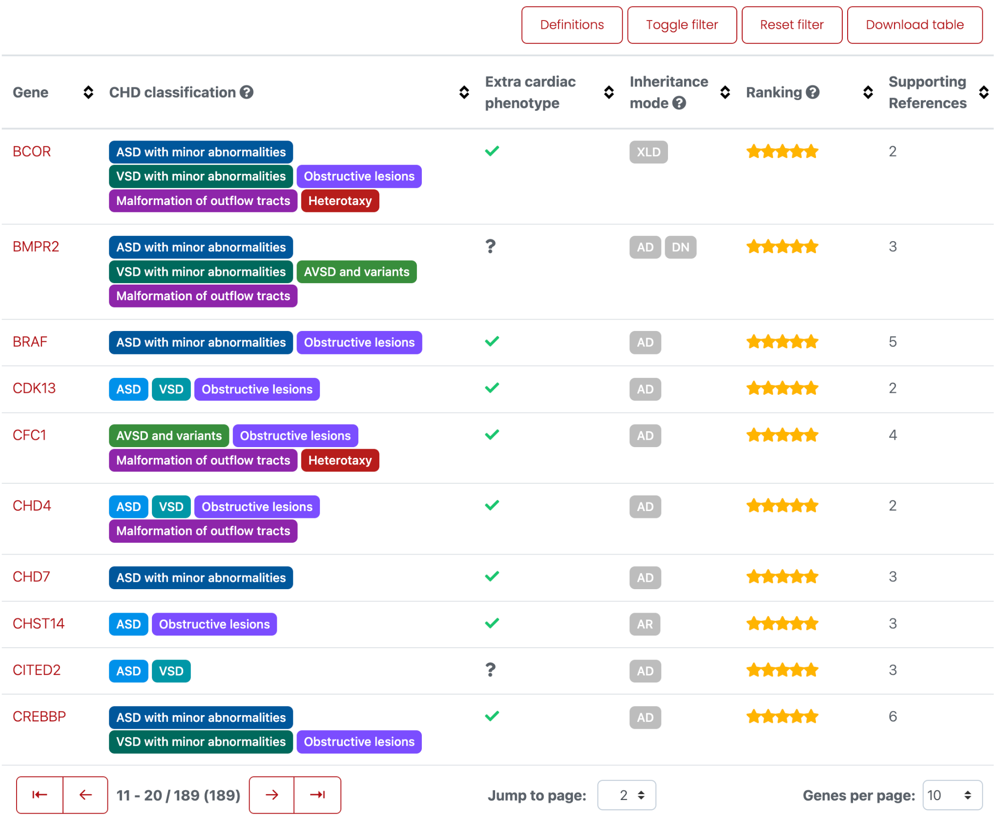 Definitions Toggle filter Reset filter Download table
Gene CHD classification ? Extra cardiac phenotype Inheritance mode ? Ranking ? Supporting References
BCOR ASD with minor abnormalities XLD 2
VSD with minor abnormalities Obstructive lesions
Malformation of outflow tracts Heterotaxy
BMPR2 ASD with minor abnormalities ? AD DN 3
VSD with minor abnormalities AVSD and variants
Malformation of outflow tracts
BRAF ASD with minor abnormalities Obstructive lesions AD 5
CDK13 ASD VSD Obstructive lesions AD 2
CFC1 AVSD and variants Obstructive lesions AD 4
Malformation of outflow tracts Heterotaxy
CHD4 ASD VSD Obstructive lesions AD 2
Malformation of outflow tracts
CHD7 ASD with minor abnormalities AD 3
CHST14 ASD Obstructive lesions AR 3
CITED2 ASD VSD ? AD 3
CREBBP ASD with minor abnormalities AD 6
VSD with minor abnormalities Obstructive lesions
11 - 20 / 189 (189) Jump to page: 2 Genes per page: 10